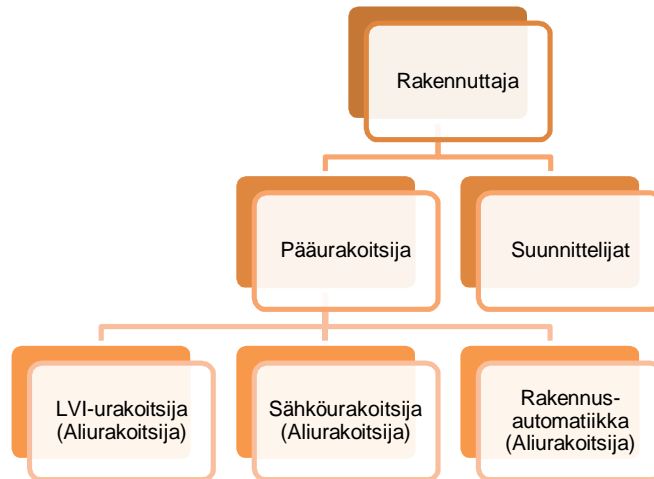 Rakennuttaja
Pääurakoitsija
Suunnittelijat
LVI-urakoitsija
(Aliurakoitsija)
Sähköurakoitsija
(Aliurakoitsija)
Rakennus-
automatiikka
(Aliurakoitsija)